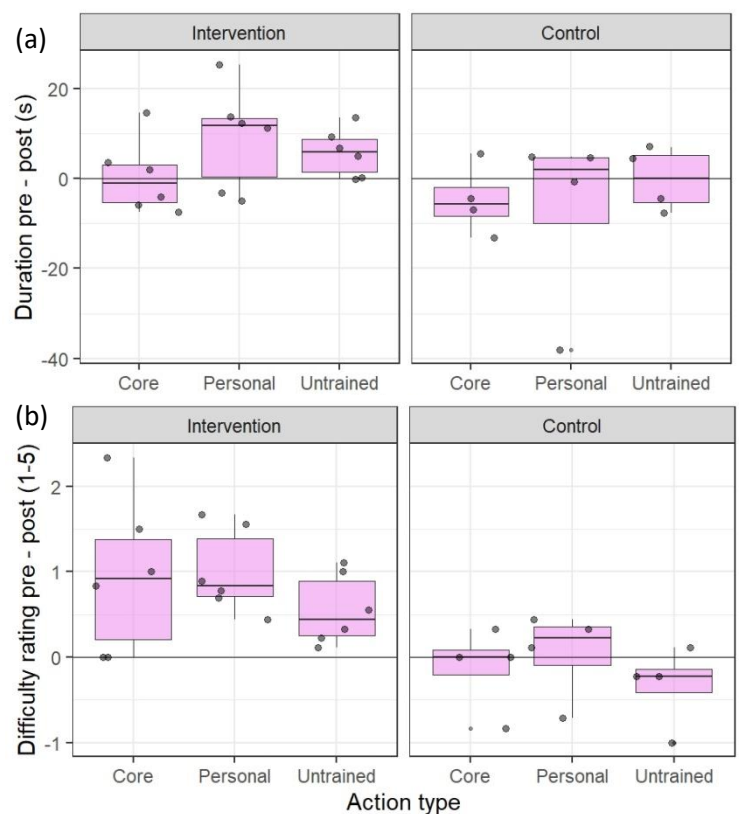 (a)
Intervention
Control
Duration pre - post (s)
20
0
-20
-40
Core
Personal
Untrained
Core
Personal
Untrained
(b)
Intervention
Control
Difficulty rating pre - post (1-5)
2
1
0
-1
Core
Personal
Untrained
Core
Personal
Untrained
Action type